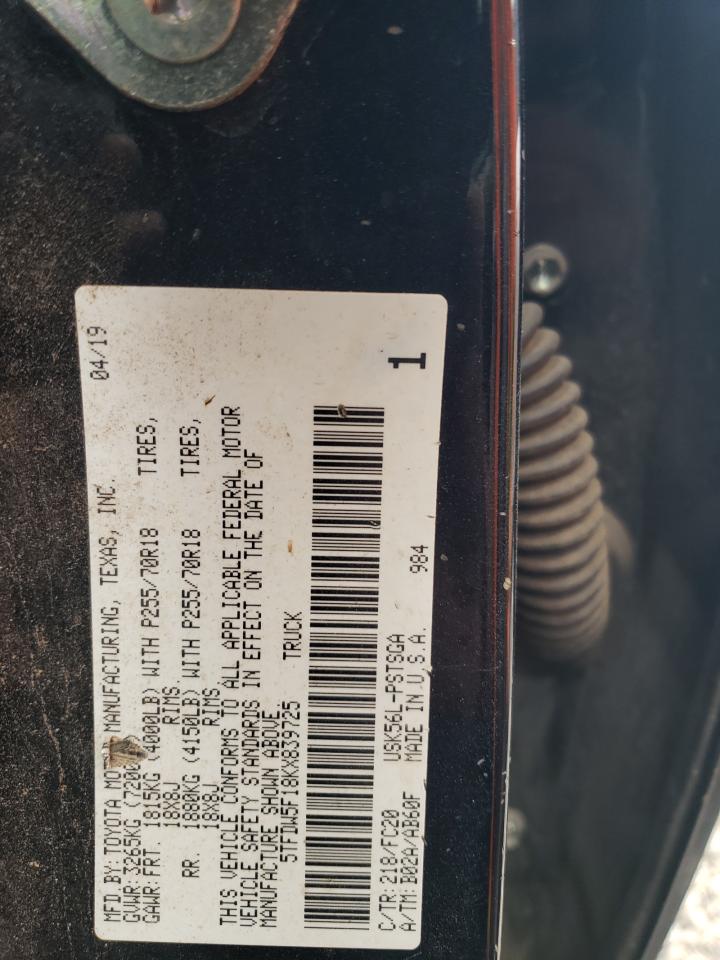 MFD.BY:TOYOTA MO MANUFACTURING, TEXAS, INC. 04/19
GVWR:3265KG (7200
GAWR:FRT. 1815KG (4000LB) WITH P255/70R18 TIRES,
18X8J RIMS.
RR. 1880KG (4150LB) WITH P255/70R18 TIRES,
18X8J RIMS.
THIS VEHICLE CONFORMS TO ALL APPLICABLE FEDERAL MOTOR
VEHICLE SAFETY STANDARDS IN EFFECT ON THE DATE OF
MANUFACTURE SHOWN ABOVE.
5TFDW5F18KX839725 TRUCK
C/TR:218/FC20 USK56L-PSTSGA
A/TM:B02A/AB60F MADE IN U.S.A. 984
1